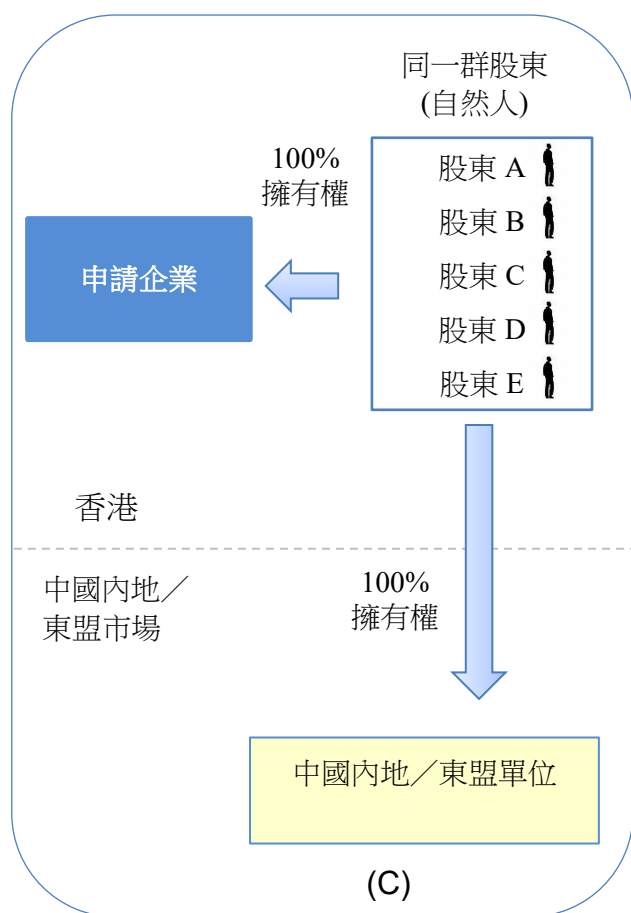 同一群股東
(自然人)
100%
擁有權
股東 A
股東 B
股東 C
股東 D
股東 E
申請企業
香港
中國內地／
東盟市場
100%
擁有權
中國內地／東盟單位
(C)